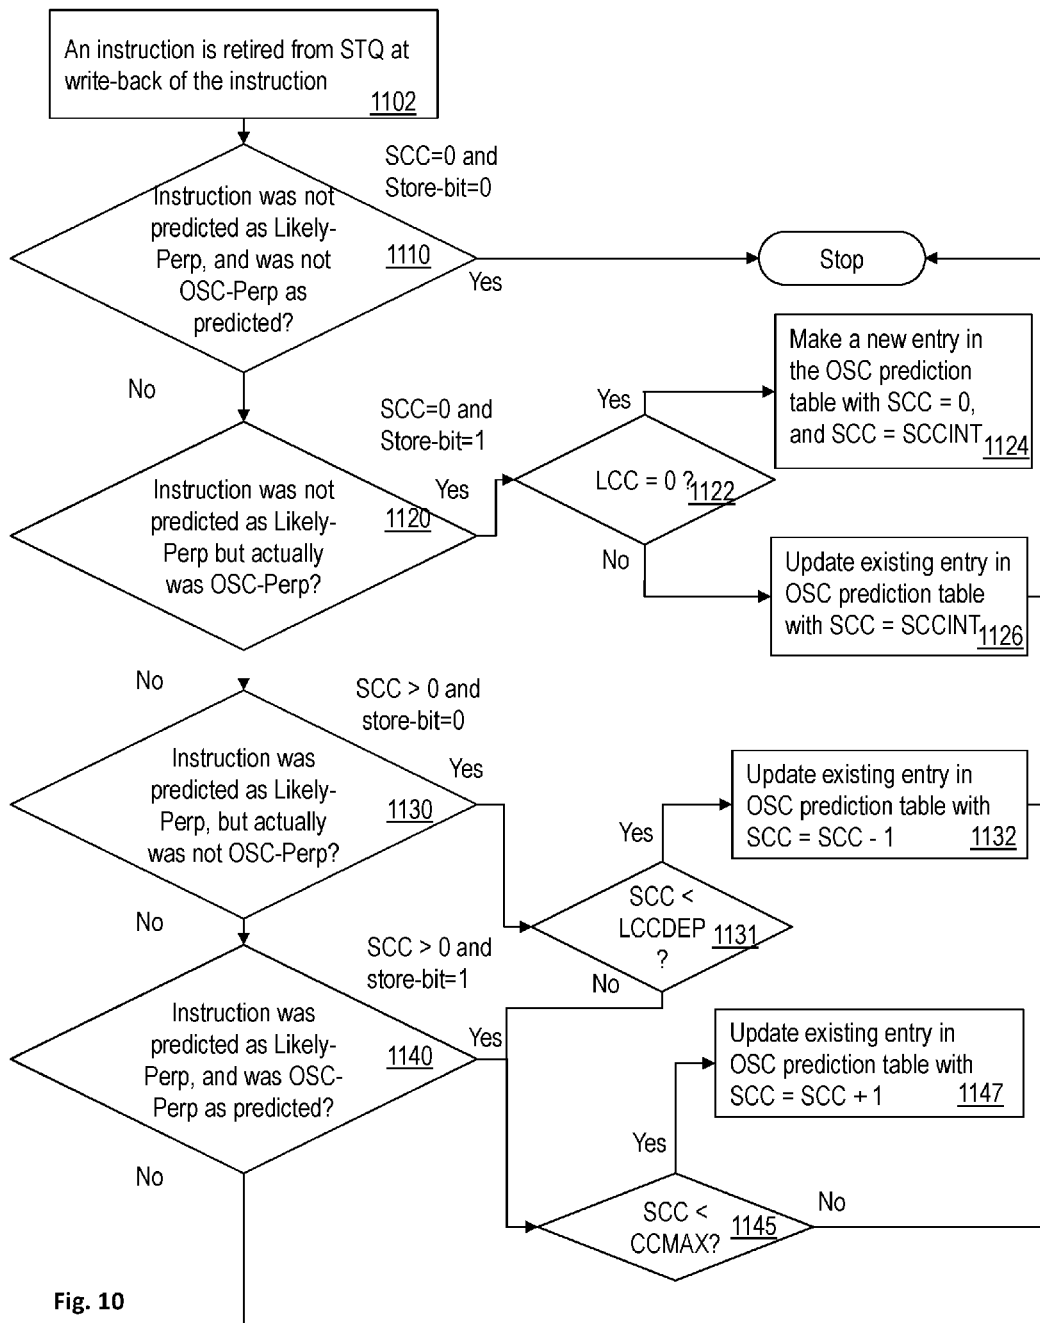 An instruction is retired from STQ at
write-back of the instruction
1102
SCC=0 and
Store-bit=0
Instruction was not
predicted as Likely-
Perp, and was not
OSC-Perp as
predicted?
1110
Yes
Stop
No
Make a new entry in
the OSC prediction
table with SCC = 0,
and SCC = SCCINT
1124
SCC=0 and
Store-bit=1
Yes
Instruction was not
predicted as Likely-
Perp but actually
was OSC-Perp?
1120
Yes
LCC = 0 ?
1122
No
Update existing entry in
OSC prediction table
with SCC = SCCINT
1126
No
SCC > 0 and
store-bit=0
Instruction was
predicted as Likely-
Perp, but actually
was not OSC-Perp?
1130
Yes
Update existing entry in
OSC prediction table with
SCC = SCC - 1
1132
Yes
SCC <
LCCDEP
?
1131
No
No
SCC > 0 and
store-bit=1
Instruction was
predicted as Likely-
Perp, and was OSC-
Perp as predicted?
1140
Yes
Update existing entry in
OSC prediction table with
SCC = SCC + 1
1147
Yes
SCC <
CCMAX?
1145
No
No
Fig. 10